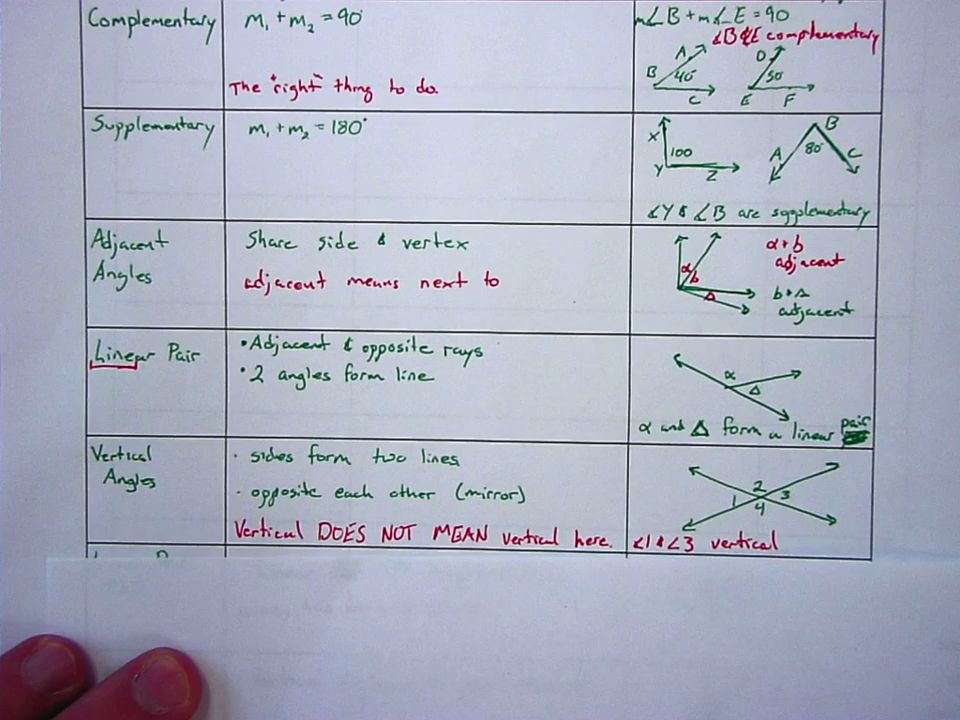 Complementary
m₁ + m₂ = 90°
The "right" thing to do.
m∠B + m∠E = 90
∠B & E complementary
A
B
40°
C
D
50°
E
F
Supplementary
m₁ + m₂ = 180°
X
100
Y
Z
B
80°
A
C
∠Y & ∠B are supplementary
Adjacent
Angles
Share side & vertex
adjacent means next to
α
b
Δ
α + b
adjacent
b + Δ
adjacent
Linear Pair
• Adjacent & opposite rays
• 2 angles form line
α
Δ
α and Δ form a linear pair
Vertical
Angles
· sides form two lines
· opposite each other (mirror)
Vertical DOES NOT MEAN vertical here.
2
1
3
4
∠1 & ∠3 vertical